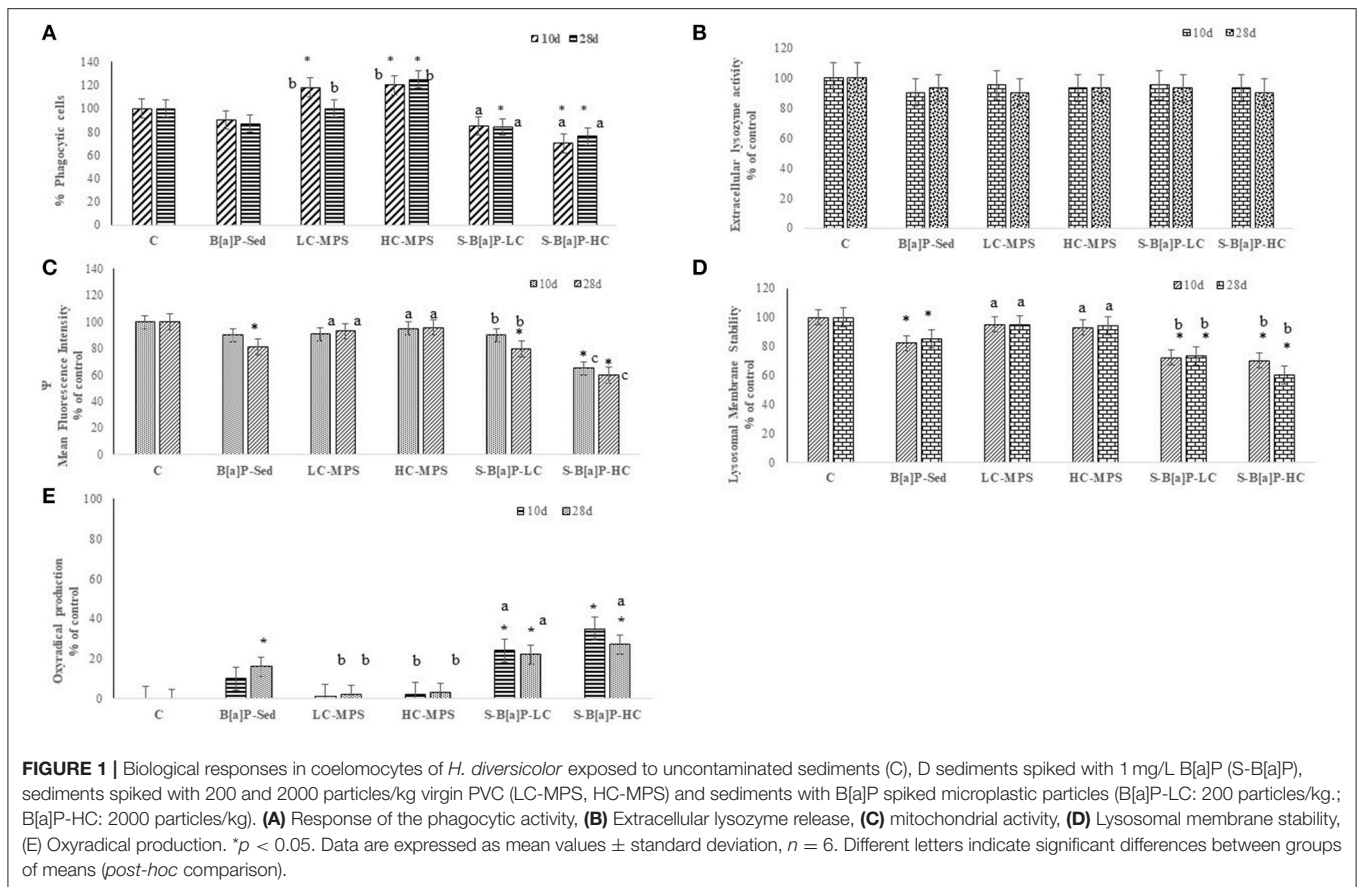 A
10d 28d
% Phagocytic cells
140
120
100
80
60
40
20
0
* * *
b b b b
a * * *
a a a
C B[a]P-Sed LC-MPS HC-MPS S-B[a]P-LC S-B[a]P-HC
B
10d 28d
Extracellular lysozyme activity
% of control
120
100
80
60
40
20
0
C B[a]P-Sed LC-MPS HC-MPS S-B[a]P-LC S-B[a]P-HC
C
10d 28d
Ψ
Mean Fluorescence Intensity
% of control
140
120
100
80
60
40
20
0
* a a a a b b * * c * c
C B[a]P-Sed LC-MPS HC-MPS S-B[a]P-LC S-B[a]P-HC
D
10d 28d
Lysosomal Membrane Stability
% of control
120
100
80
60
40
20
0
* * a a a a b b b b
* * * *
C B[a]P-Sed LC-MPS HC-MPS S-B[a]P-LC S-B[a]P-HC
E
10d 28d
Oxyradical production
% of control
100
80
60
40
20
0
* b b b b a * * a * a *
C B[a]P-Sed LC-MPS HC-MPS S-B[a]P-LC S-B[a]P-HC
FIGURE 1 | Biological responses in coelomocytes of H. diversicolor exposed to uncontaminated sediments (C), D sediments spiked with 1 mg/L B[a]P (S-B[a]P),
sediments spiked with 200 and 2000 particles/kg virgin PVC (LC-MPS, HC-MPS) and sediments with B[a]P spiked microplastic particles (B[a]P-LC: 200 particles/kg.;
B[a]P-HC: 2000 particles/kg). (A) Response of the phagocytic activity, (B) Extracellular lysozyme release, (C) mitochondrial activity, (D) Lysosomal membrane stability,
(E) Oxyradical production. *p < 0.05. Data are expressed as mean values ± standard deviation, n = 6. Different letters indicate significant differences between groups
of means (post-hoc comparison).